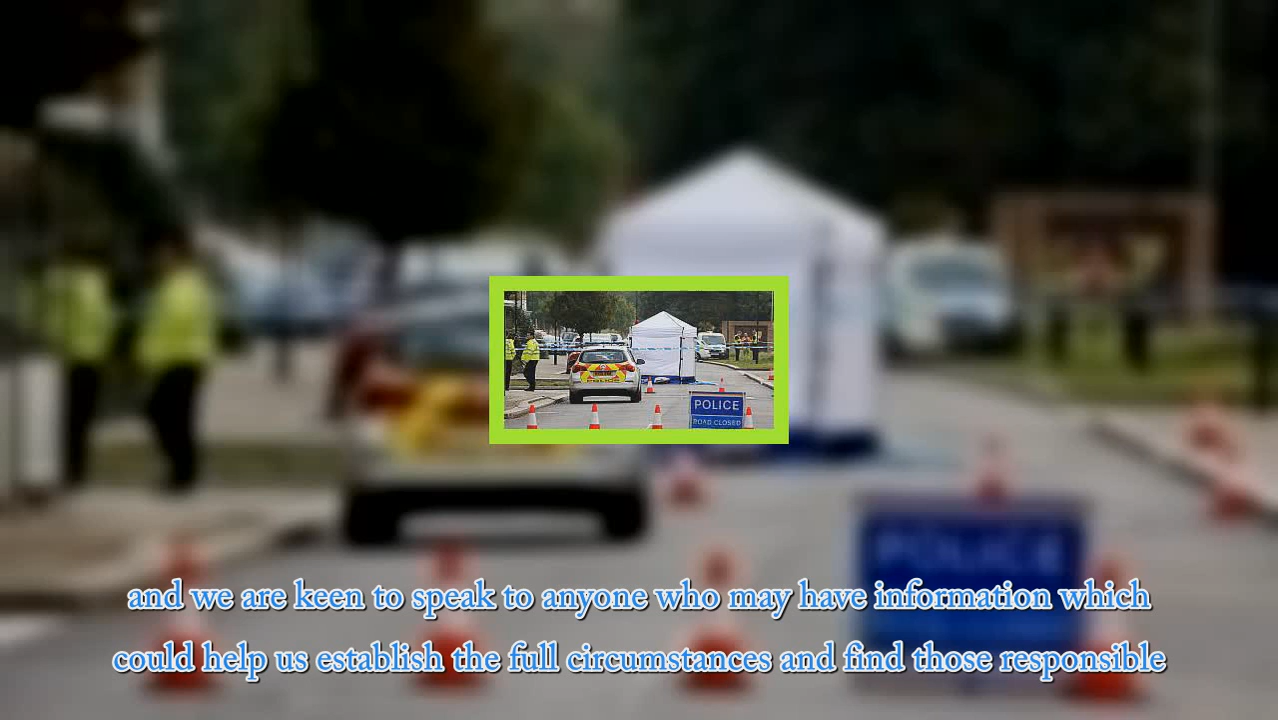 POLICE
ROAD CLOSED
and we are keen to speak to anyone who may have information which
could help us establish the full circumstances and find those responsible